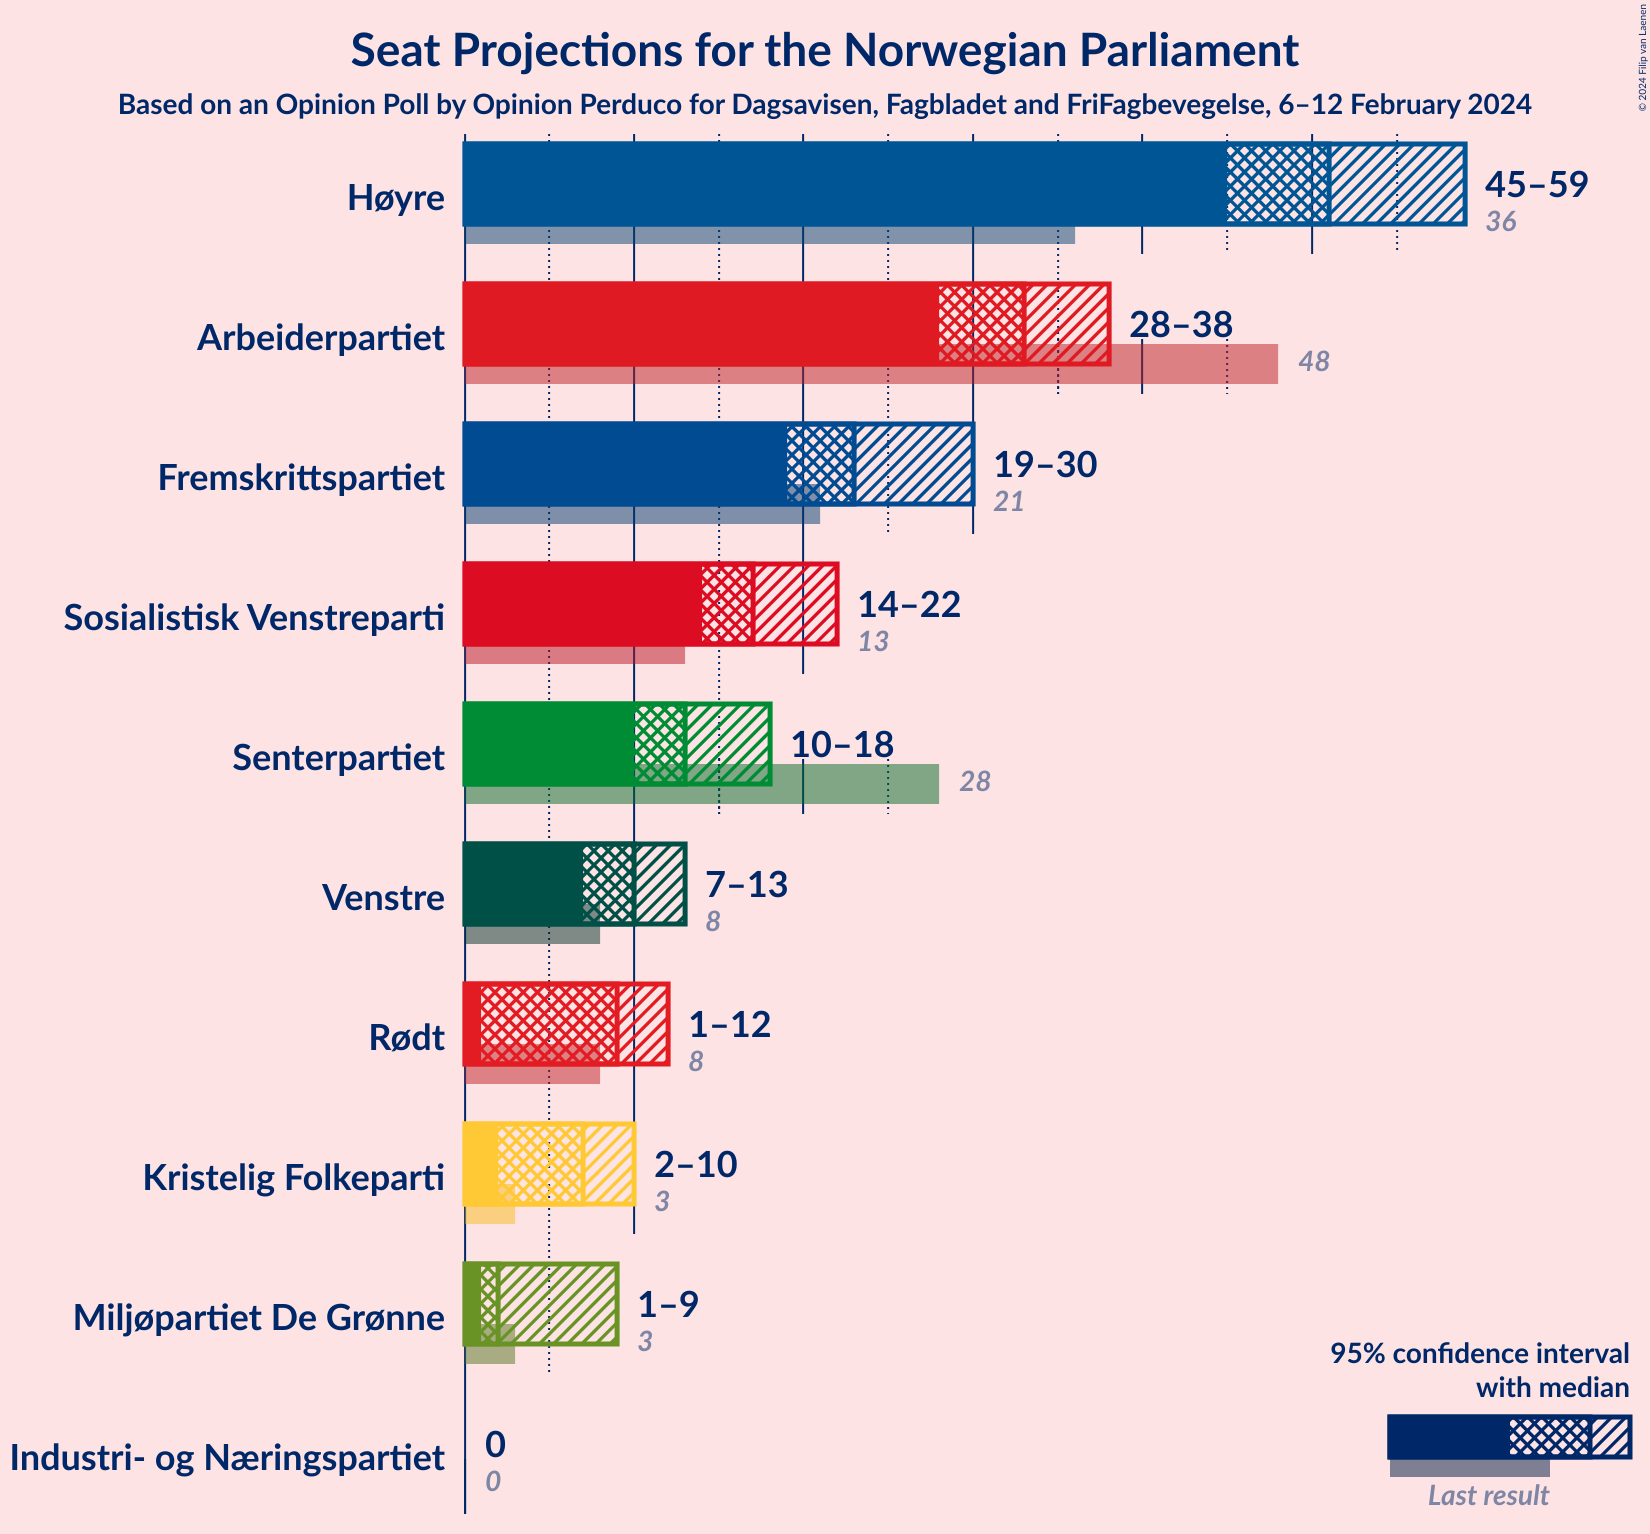 Seat Projections for the Norwegian Parliament
Based on an Opinion Poll by Opinion Perduco for Dagsavisen, Fagbladet and FriFagbevegelse, 6–12 February 2024
© 2024 Filip van Laenen
Høyre
45–59
36
Arbeiderpartiet
28–38
48
Fremskrittspartiet
19–30
21
Sosialistisk Venstreparti
14–22
13
Senterpartiet
10–18
28
Venstre
7–13
8
Rødt
1–12
8
Kristelig Folkeparti
2–10
3
Miljøpartiet De Grønne
1–9
3
Industri- og Næringspartiet
0
0
95% confidence interval
with median
Last result